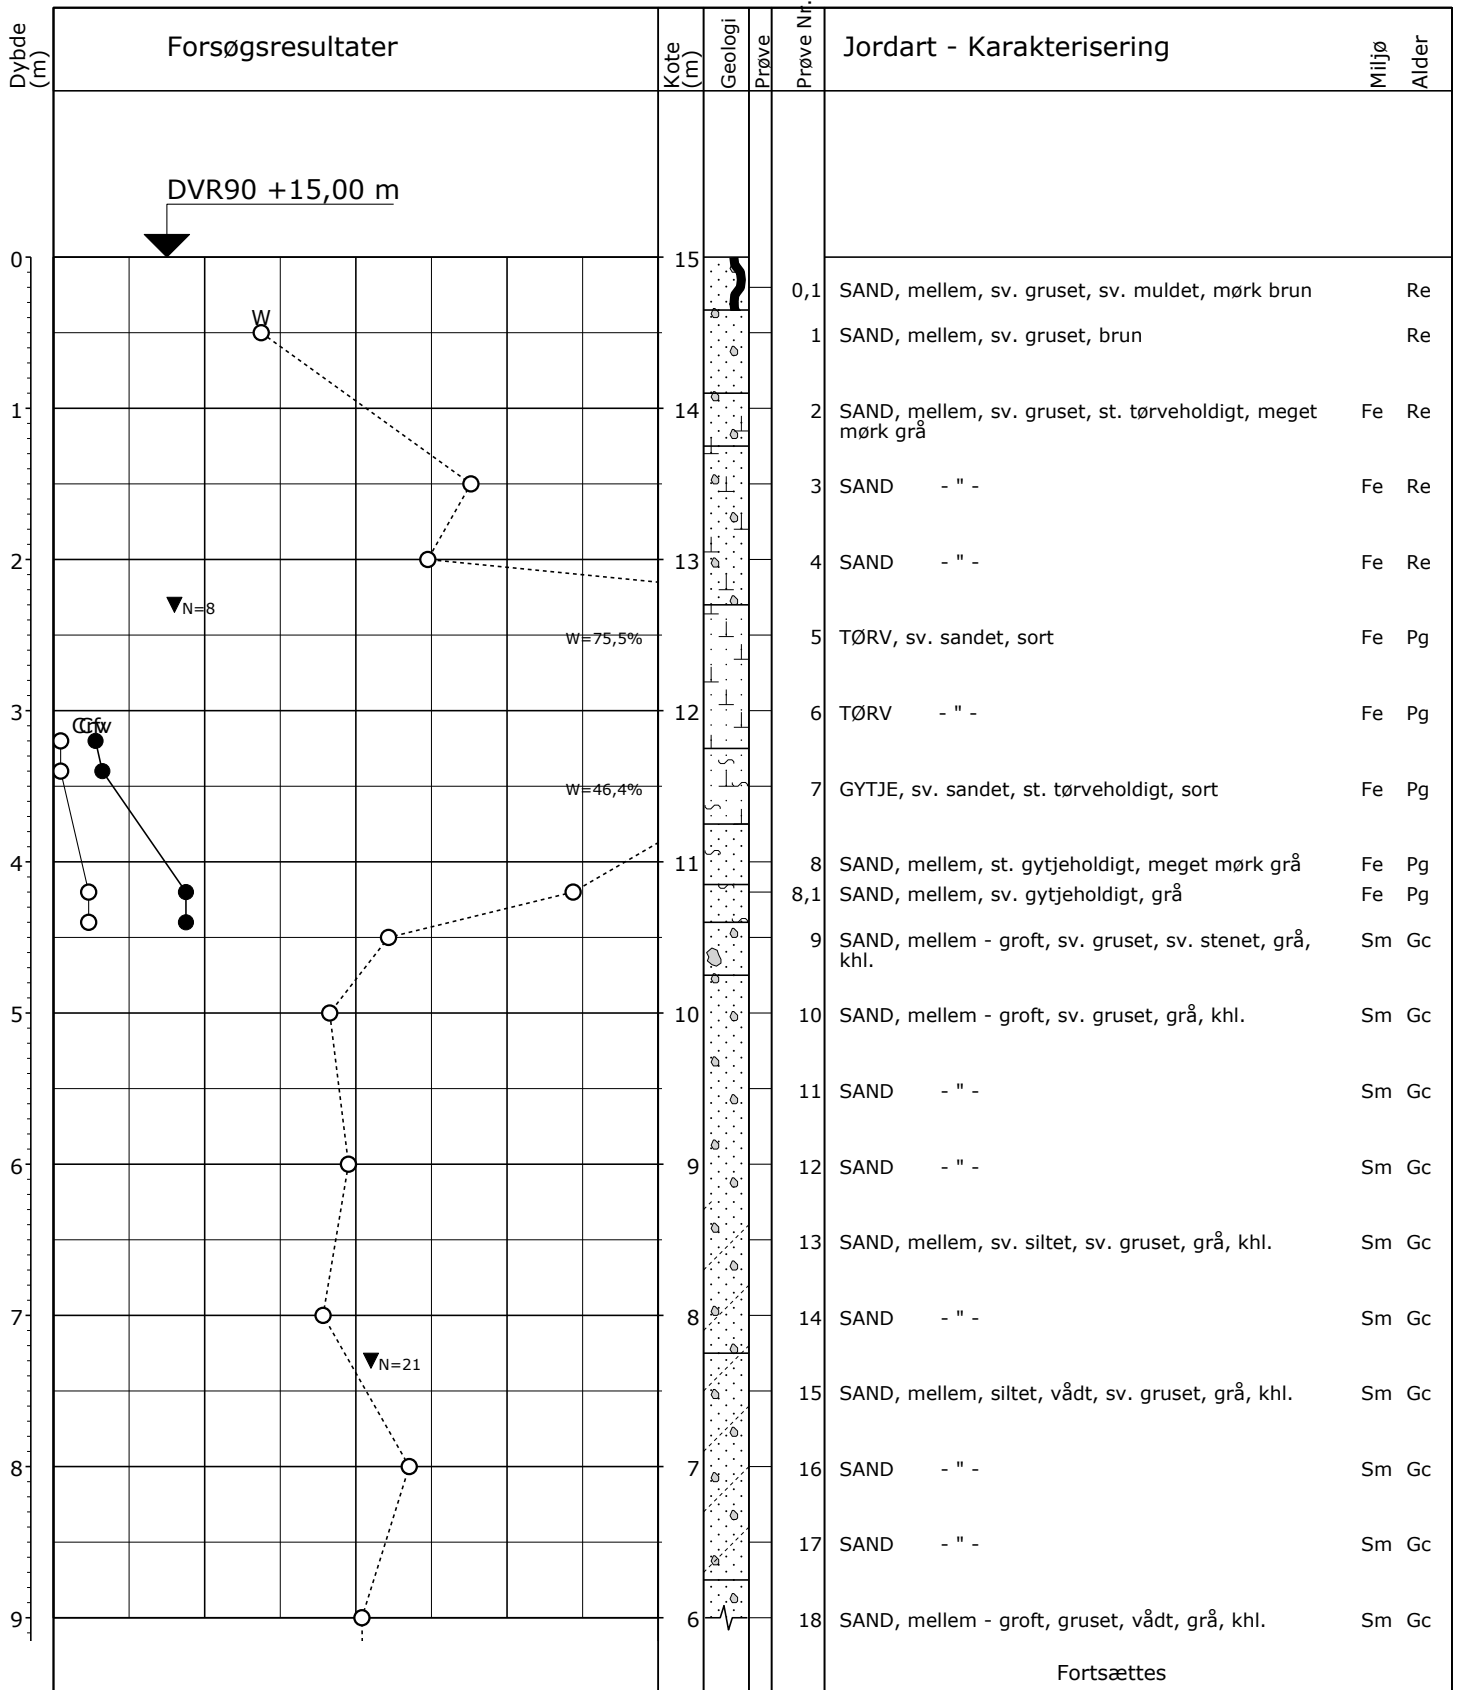 Dybde (m)
Forsøgsresultater
Kote (m)
Geologi
Prøve
Prøve Nr.
Jordart - Karakterisering
Miljø
Alder
DVR90 +15,00 m
0
15
0,1 SAND, mellem, sv. gruset, sv. muldet, mørk brun Re
W
1 SAND, mellem, sv. gruset, brun Re
1
14
2 SAND, mellem, sv. gruset, st. tørveholdigt, meget Fe Re
mørk grå
3 SAND - " - Fe Re
2
13
4 SAND - " - Fe Re
N=8
W=75,5%
5 TØRV, sv. sandet, sort Fe Pg
3
12
6 TØRV - " - Fe Pg
W=46,4%
7 GYTJE, sv. sandet, st. tørveholdigt, sort Fe Pg
4
11
8 SAND, mellem, st. gytjeholdigt, meget mørk grå Fe Pg
8,1 SAND, mellem, sv. gytjeholdigt, grå Fe Pg
9 SAND, mellem - groft, sv. gruset, sv. stenet, grå, Sm Gc
khl.
5
10
10 SAND, mellem - groft, sv. gruset, grå, khl. Sm Gc
11 SAND - " - Sm Gc
6
9
12 SAND - " - Sm Gc
13 SAND, mellem, sv. siltet, sv. gruset, grå, khl. Sm Gc
7
8
14 SAND - " - Sm Gc
N=21
15 SAND, mellem, siltet, vådt, sv. gruset, grå, khl. Sm Gc
8
7
16 SAND - " - Sm Gc
17 SAND - " - Sm Gc
9
6
18 SAND, mellem - groft, gruset, vådt, grå, khl. Sm Gc
Fortsættes